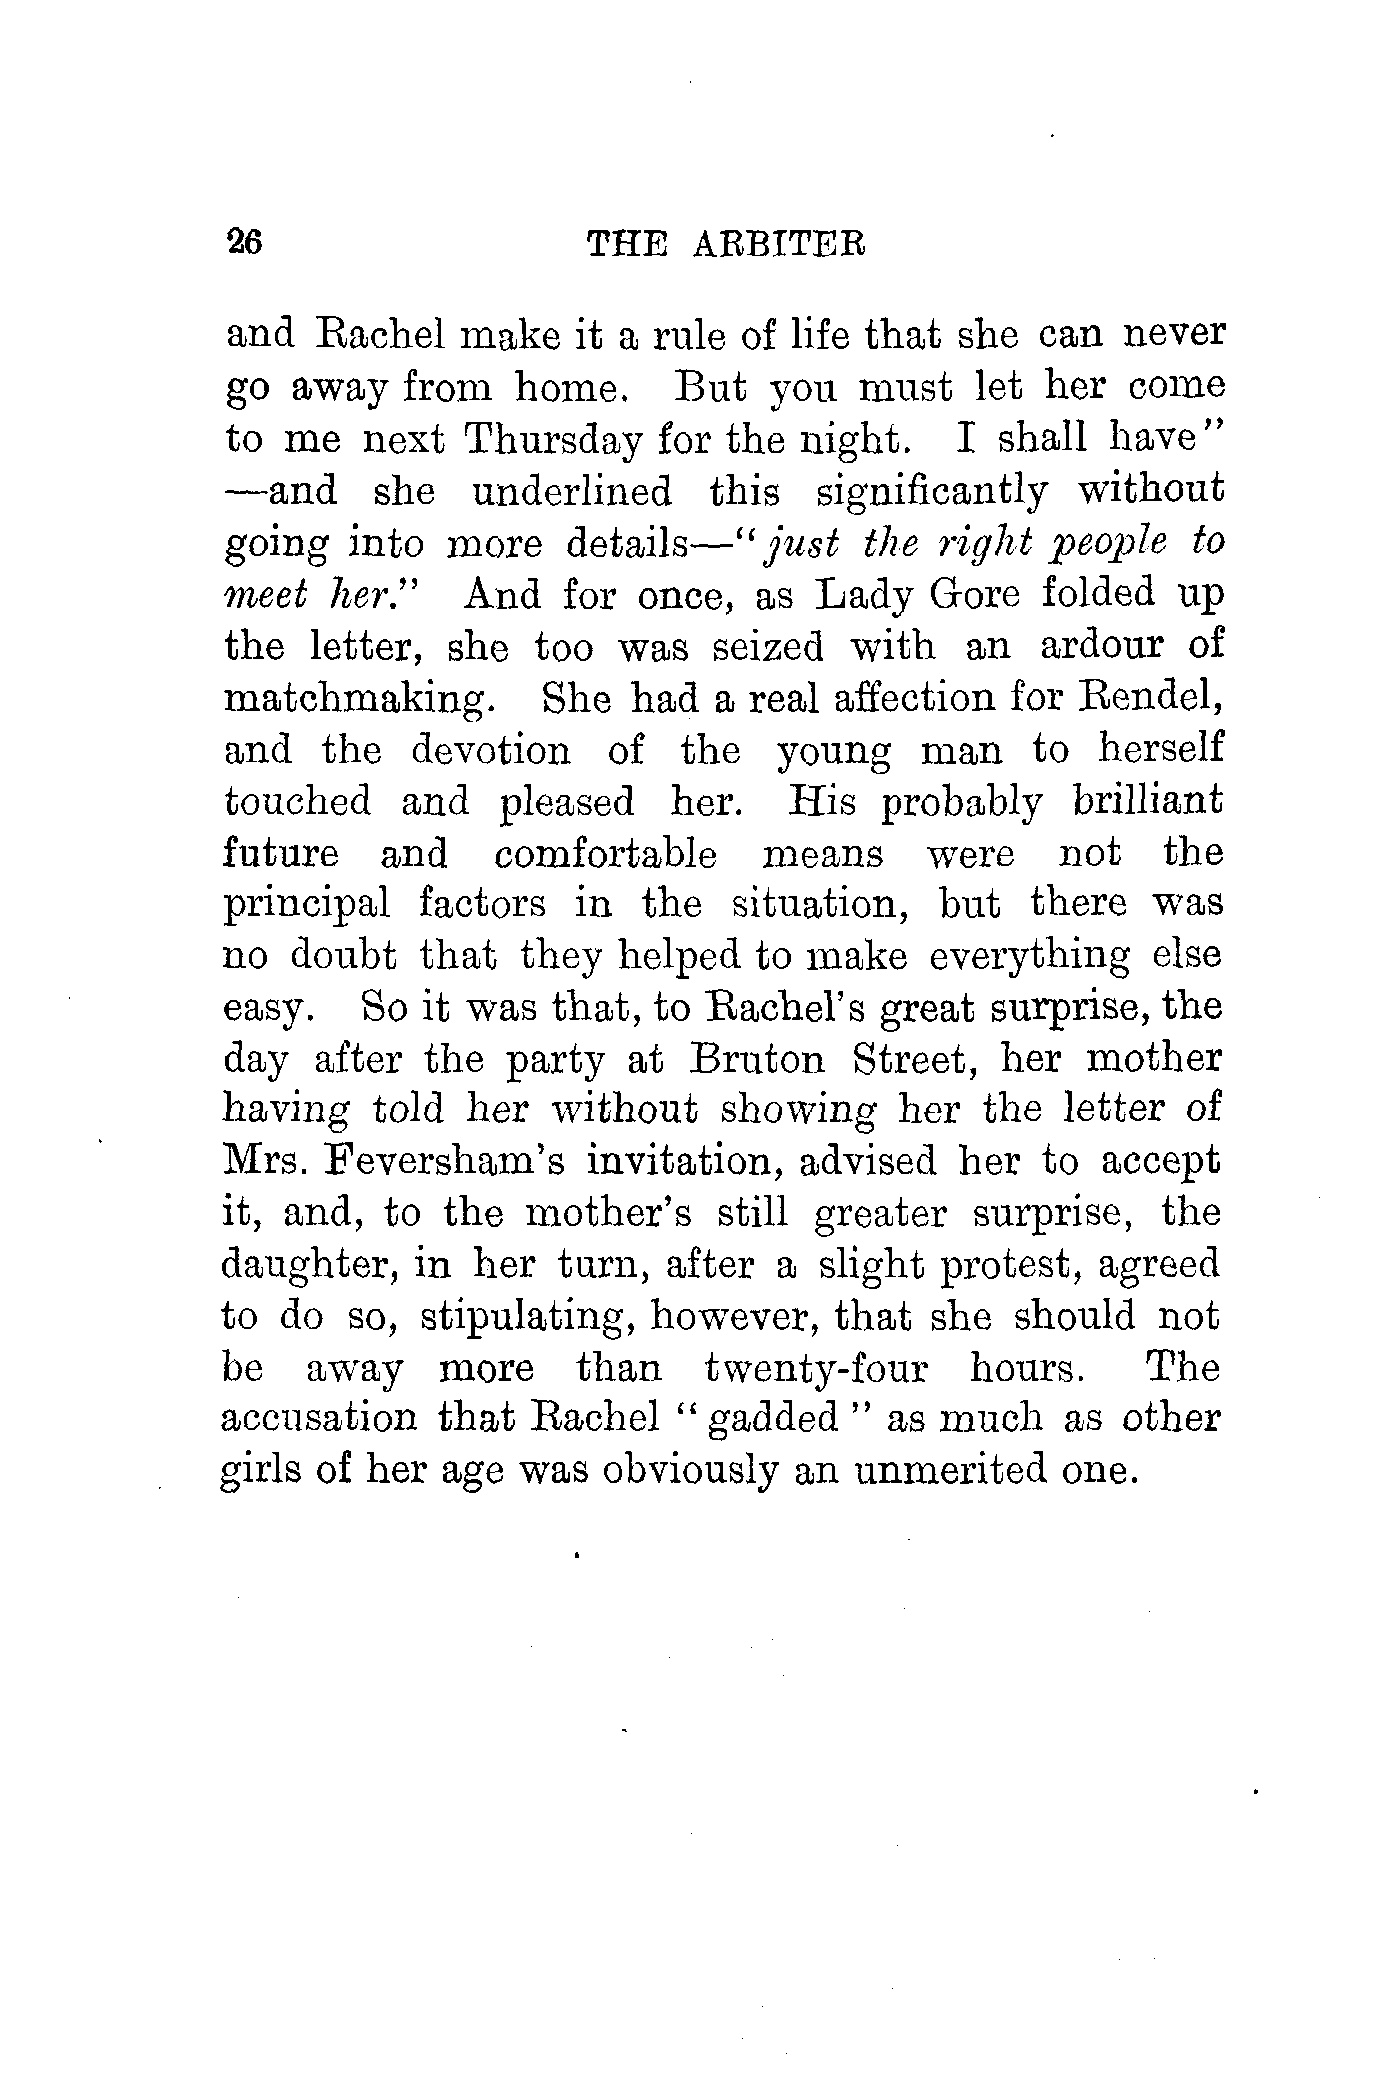 26 THE ARBITER
and Rachel make it a rule of life that she can never
go away from home. But you must let her come
to me next Thursday for the night. I shall have”
—and she underlined this significantly without
going into more details—“just the right people to
meet her.” And for once, as Lady Gore folded up
the letter, she too was seized with an ardour of
matchmaking. She had a real affection for Rendel,
and the devotion of the young man to herself
touched and pleased her. His probably brilliant
future and comfortable means were not the
principal factors in the situation, but there was
no doubt that they helped to make everything else
easy. So it was that, to Rachel’s great surprise, the
day after the party at Bruton Street, her mother
having told her without showing her the letter of
Mrs. Feversham’s invitation, advised her to accept
it, and, to the mother’s still greater surprise, the
daughter, in her turn, after a slight protest, agreed
to do so, stipulating, however, that she should not
be away more than twenty-four hours. The
accusation that Rachel “ gadded ” as much as other
girls of her age was obviously an unmerited one.